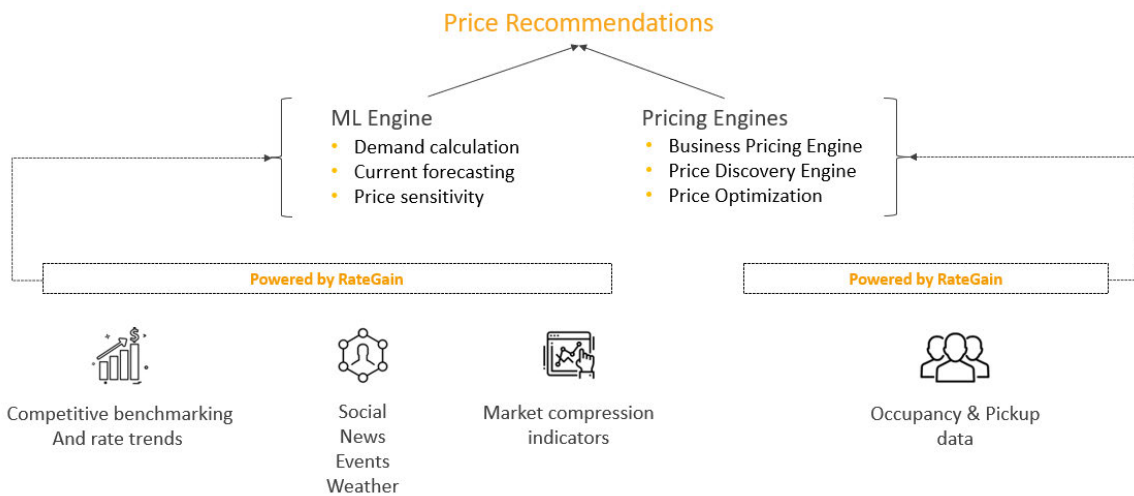 Price Recommendations
ML Engine
Demand calculation
Current forecasting
Price sensitivity
Pricing Engines
Business Pricing Engine
Price Discovery Engine
Price Optimization
Powered by RateGain
Powered by RateGain
$
Competitive benchmarking
And rate trends
Social
News
Events
Weather
Market compression
indicators
Occupancy & Pickup
data